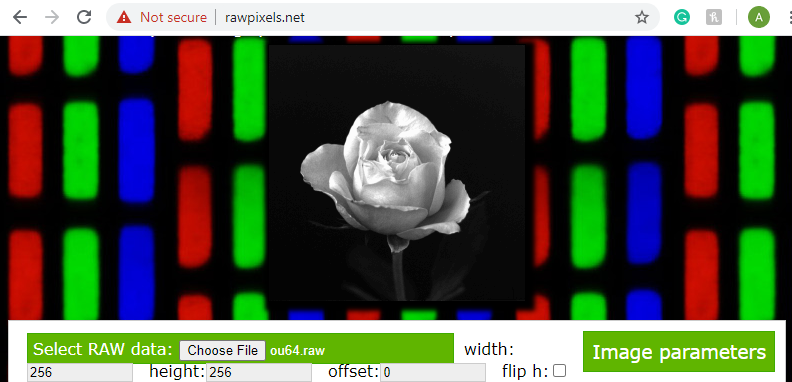 Not secure | rawpixels.net
A
Select RAW data: Choose File ou64.raw width:
256 height: 256 offset: 0 flip h:
Image parameters